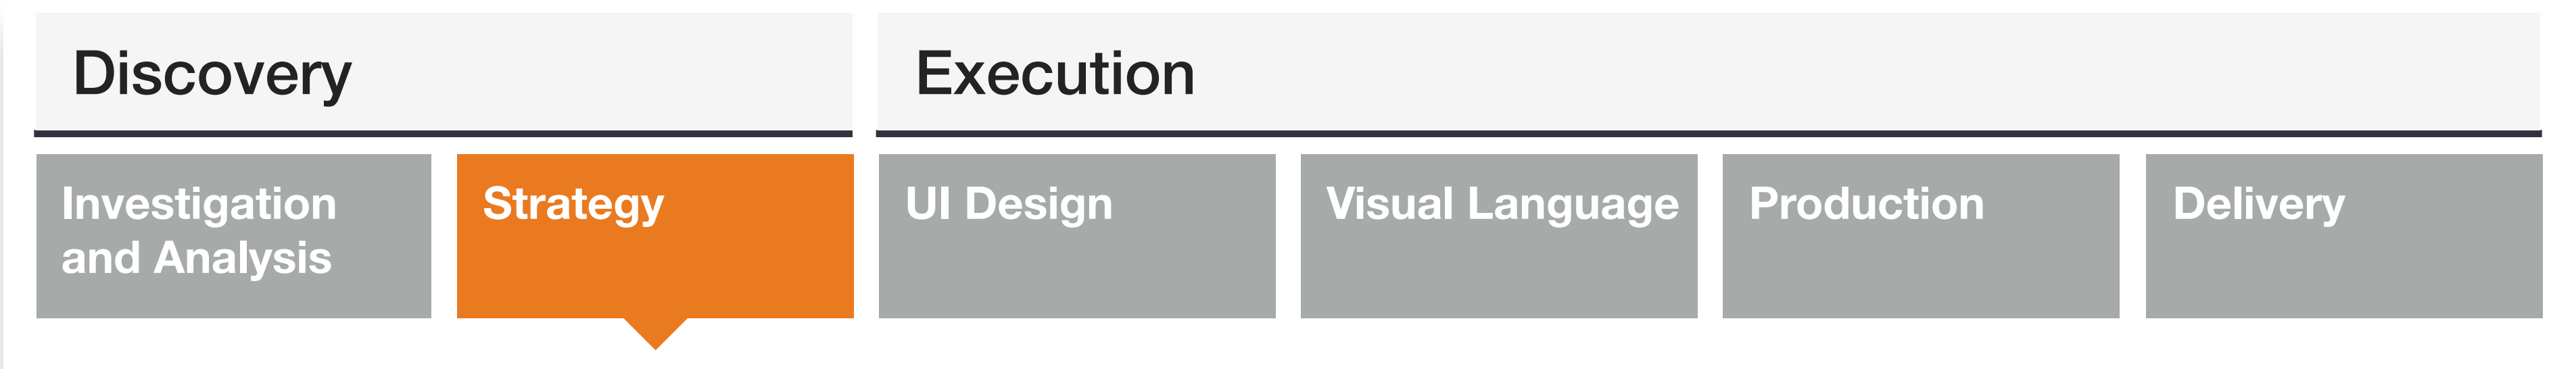 Discovery
Execution
Investigation
and Analysis
Strategy
UI Design
Visual Language
Production
Delivery